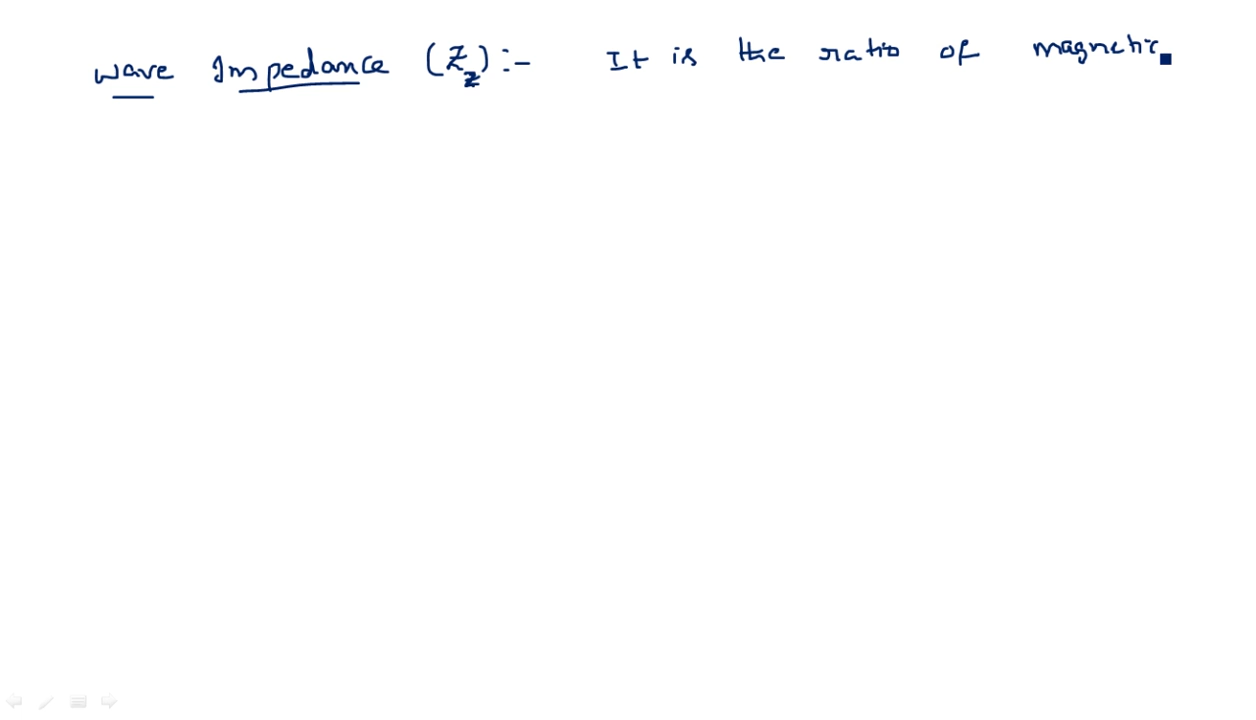 wave Impedance (Zz) :- It is the ratio of magnetic